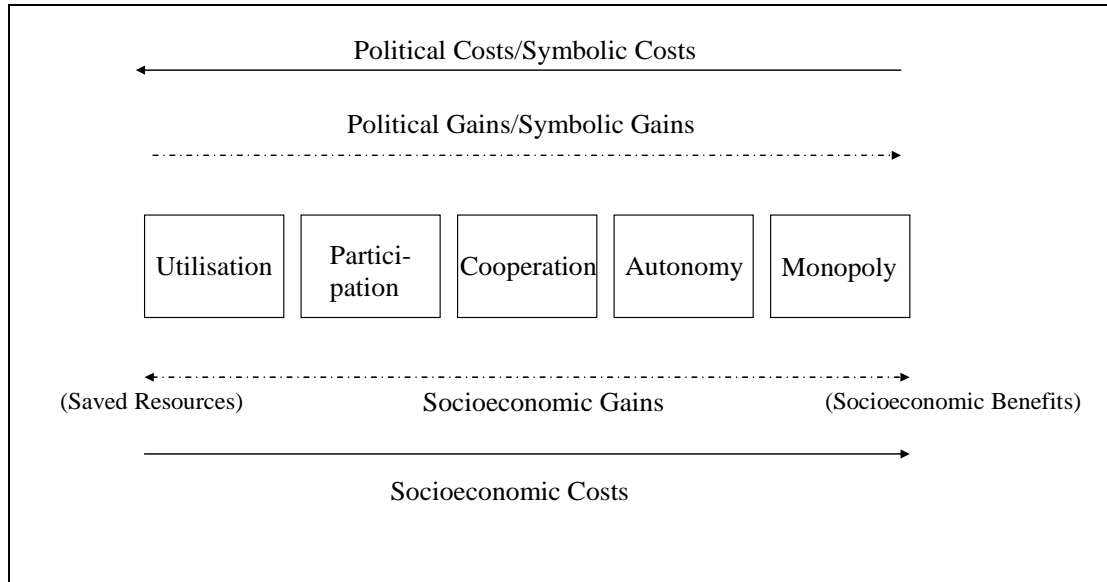 Political Costs/Symbolic Costs
Political Gains/Symbolic Gains
Utilisation
Partici-
pation
Cooperation
Autonomy
Monopoly
(Saved Resources)
Socioeconomic Gains
(Socioeconomic Benefits)
Socioeconomic Costs